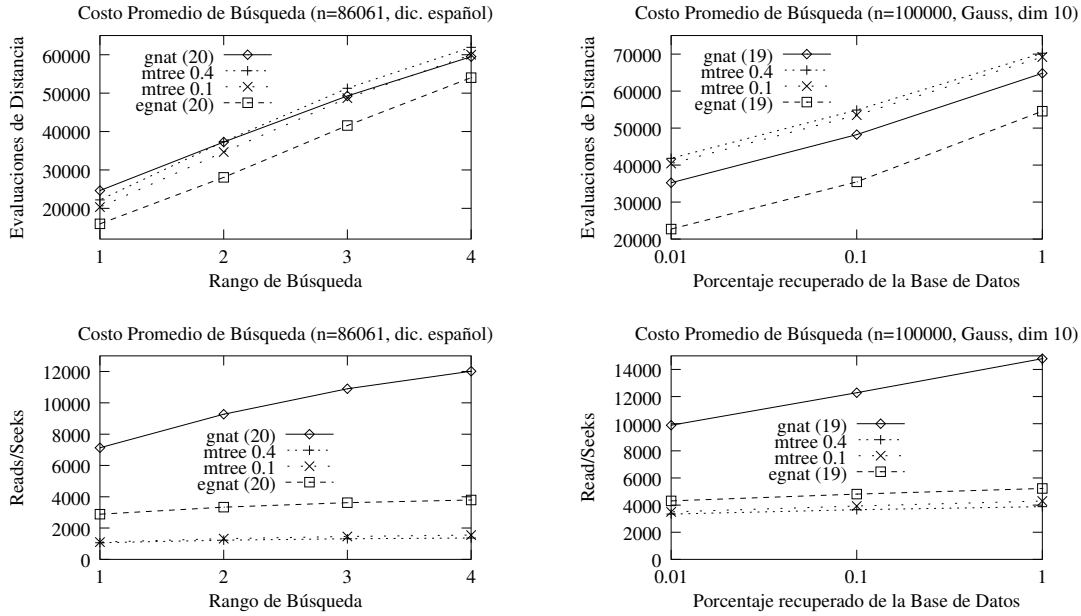 Costo Promedio de Búsqueda (n=86061, dic. español)
Evaluaciones de Distancia
60000
50000
40000
30000
20000
gnat (20)
mtree 0.4
mtree 0.1
egnat (20)
1 2 3 4
Rango de Búsqueda
Costo Promedio de Búsqueda (n=100000, Gauss, dim 10)
Evaluaciones de Distancia
70000
60000
50000
40000
30000
20000
gnat (19)
mtree 0.4
mtree 0.1
egnat (19)
0.01 0.1 1
Porcentaje recuperado de la Base de Datos
Costo Promedio de Búsqueda (n=86061, dic. español)
Reads/Seeks
12000
10000
8000
6000
4000
2000
0
gnat (20)
mtree 0.4
mtree 0.1
egnat (20)
1 2 3 4
Rango de Búsqueda
Costo Promedio de Búsqueda (n=100000, Gauss, dim 10)
Read/Seeks
14000
12000
10000
8000
6000
4000
2000
0
gnat (19)
mtree 0.4
mtree 0.1
egnat (19)
0.01 0.1 1
Porcentaje recuperado de la Base de Datos